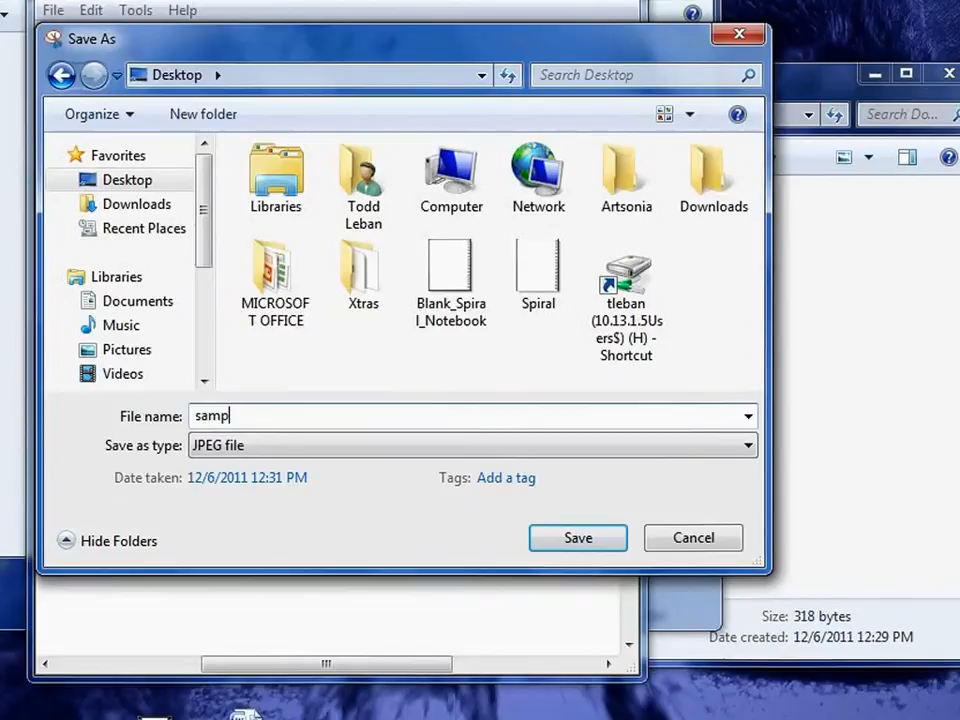 File Edit Tools Help
Save As
Desktop
Search Desktop
Search Do...
Organize New folder
Favorites
Desktop
Downloads
Recent Places
Libraries
Documents
Music
Pictures
Videos
Libraries
Todd
Leban
Computer
Network
Artsonia
Downloads
MICROSOF
T OFFICE
Xtras
Blank_Spira
l_Notebook
Spiral
tleban
(10.13.1.5Us
ers$) (H) -
Shortcut
File name: samp
Save as type: JPEG file
Date taken: 12/6/2011 12:31 PM Tags: Add a tag
Hide Folders Save Cancel
Size: 318 bytes
Date created: 12/6/2011 12:29 PM